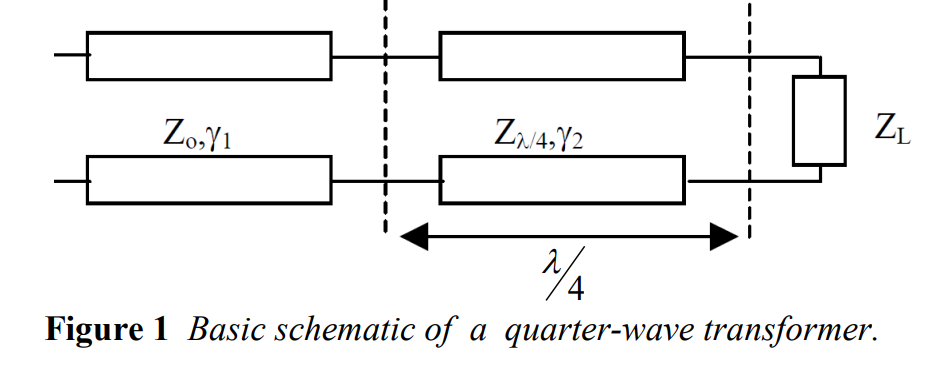 Zo,γ1
Zλ/4,γ2
ZL
λ/4
Figure 1 Basic schematic of a quarter-wave transformer.